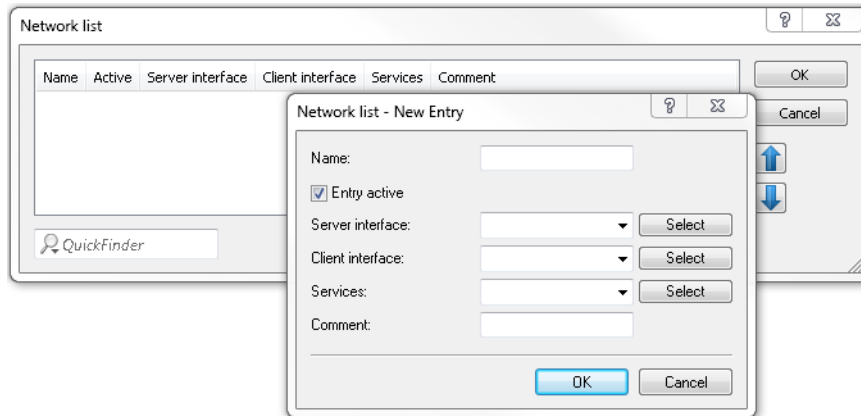 Network list
Name Active Server interface Client interface Services Comment
OK
Cancel
QuickFinder
Network list - New Entry
Name:
Entry active
Server interface: Select
Client interface: Select
Services: Select
Comment:
OK Cancel